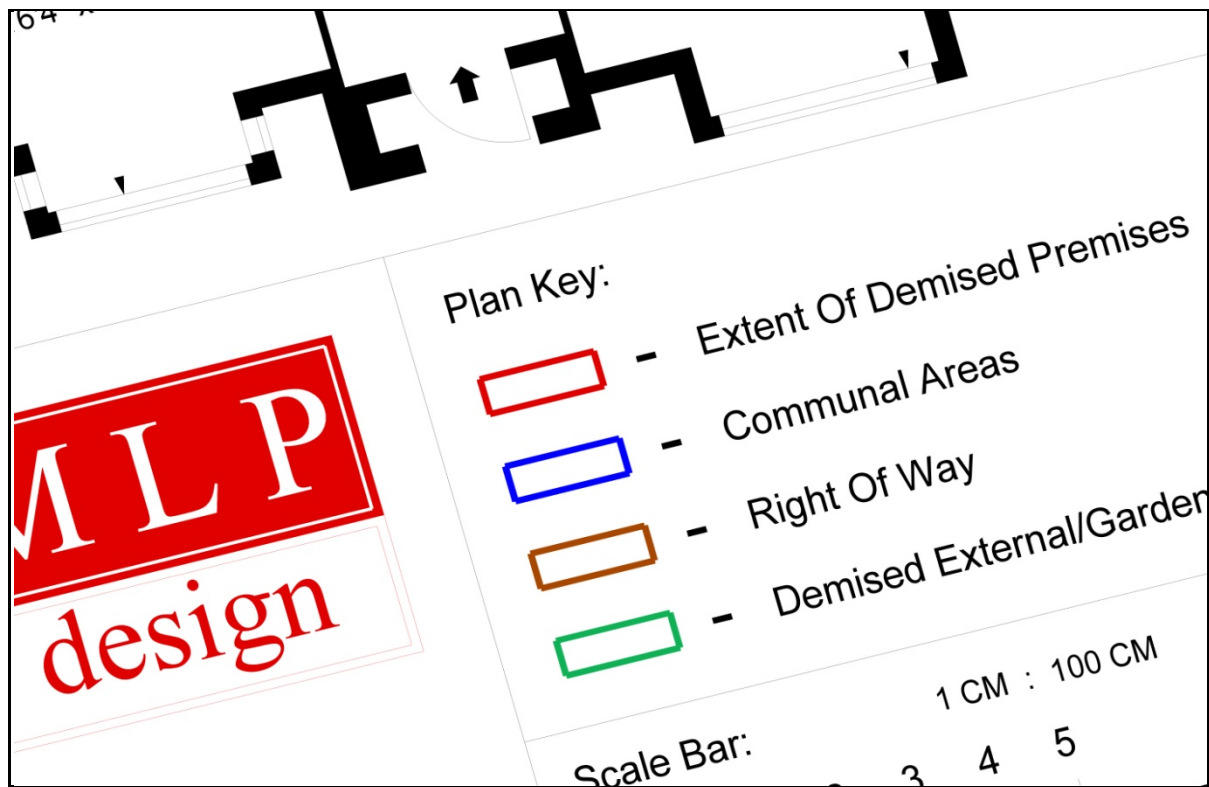 Plan Key:
- Extent Of Demised Premises
- Communal Areas
- Right Of Way
- Demised External/Garden
MLP
design
1 CM : 100 CM
Scale Bar:
3 4 5